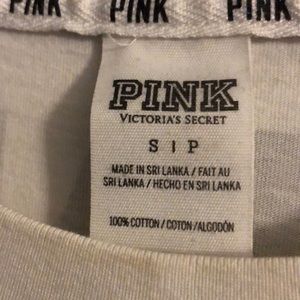 PINK PINK PINK
PINK
VICTORIA'S SECRET
S | P
MADE IN SRI LANKA / FAIT AU
SRI LANKA / HECHO EN SRI LANKA
100% COTTON / COTON /ALGODÓN